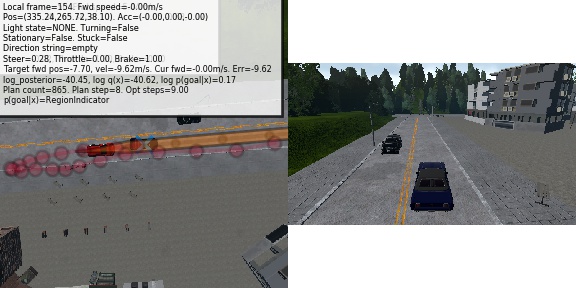 Local frame=154. Fwd speed=-0.00m/s
Pos=(335.24,265.72,38.10). Acc=(-0.00,0.00,-0.00)
Light state=NONE. Turning=False
Stationary=False. Stuck=False
Direction string=empty
Steer=0.28, Throttle=0.00, Brake=1.00
Target fwd pos=-7.70, vel=-9.62m/s. Cur fwd=-0.00m/s, Err=-9.62
log_posterior=-40.45, log q(x)=-40.62, log p(goal|x)=0.17
Plan count=865. Plan step=8. Opt steps=9.00
p(goal|x)=RegionIndicator